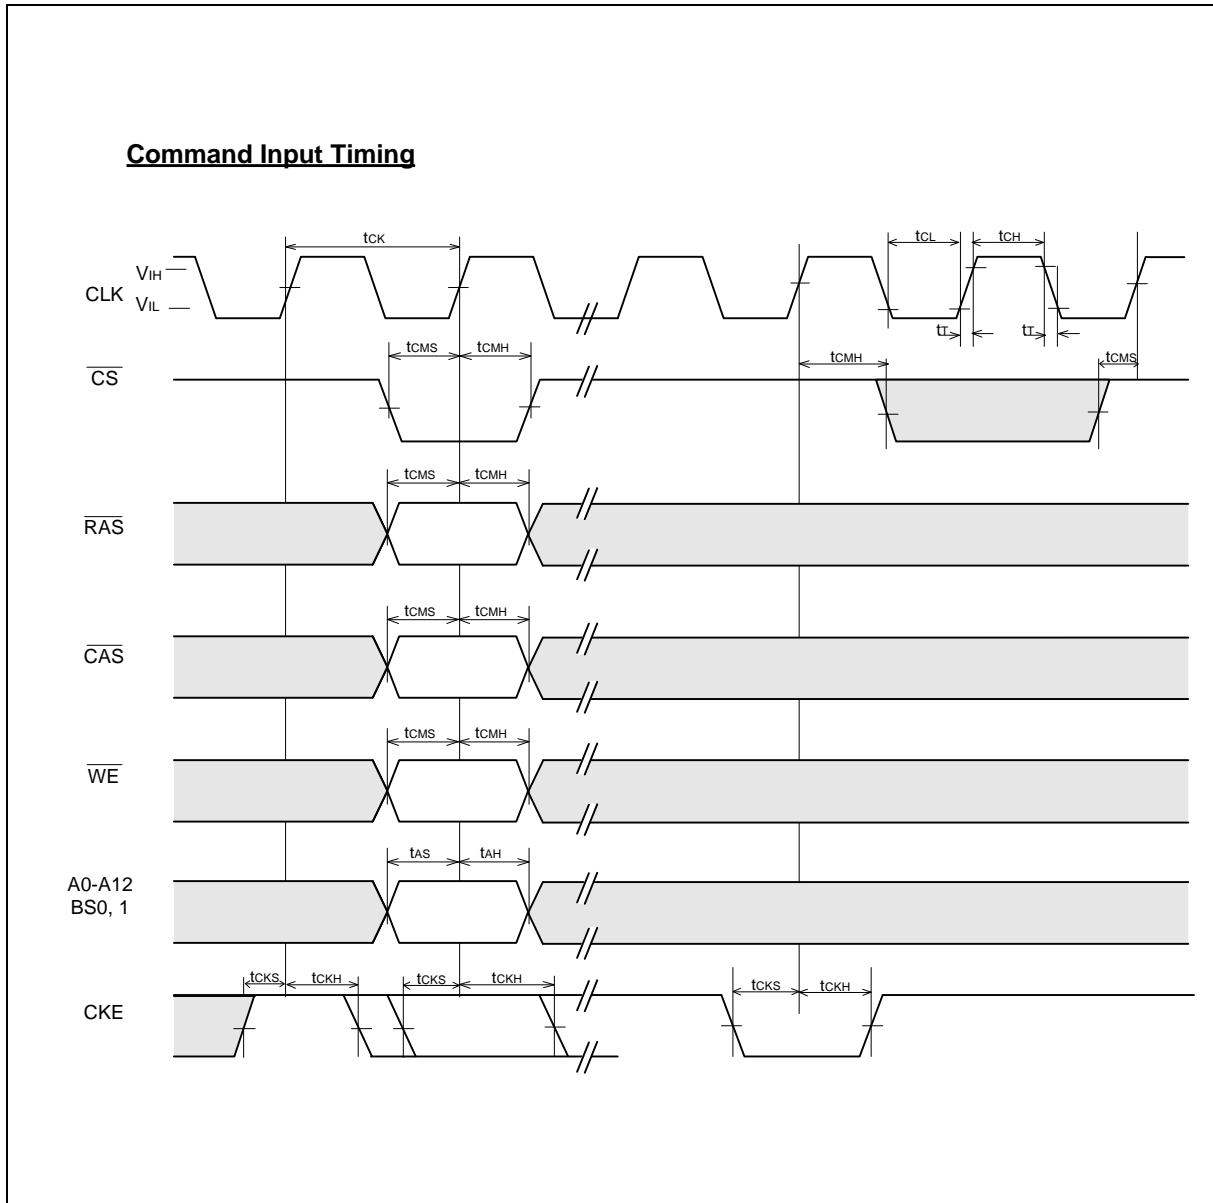 Command Input Timing
tCK
tCL
tCH
VIH
CLK
VIL
tT
tT
tCMS
tCMH
tCMH
tCMS
CS
tCMS
tCMH
RAS
tCMS
tCMH
CAS
tCMS
tCMH
WE
tAS
tAH
A0-A12
BS0, 1
tCKS
tCKH
tCKS
tCKH
tCKS
tCKH
CKE